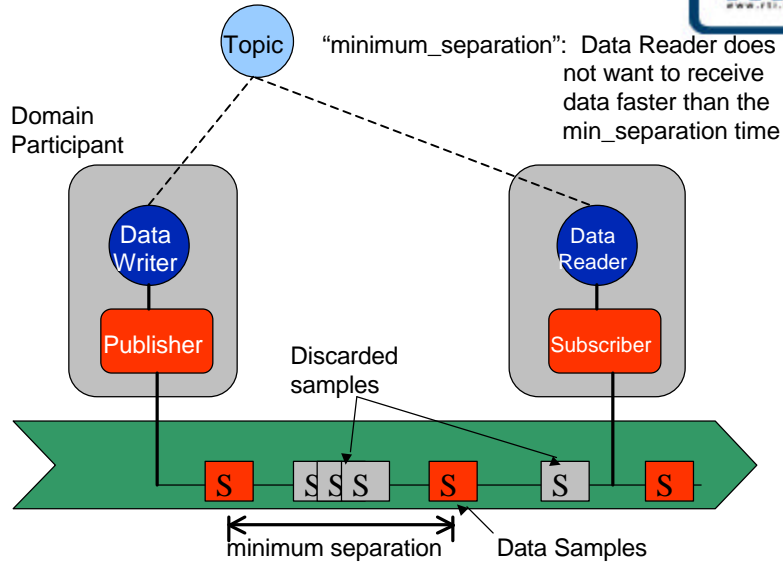 Topic
“minimum_separation”: Data Reader does
not want to receive
data faster than the
min_separation time
Domain
Participant
Data
Writer
Data
Reader
Publisher
Subscriber
Discarded
samples
S
S
S
S
S
S
S
minimum separation
Data Samples